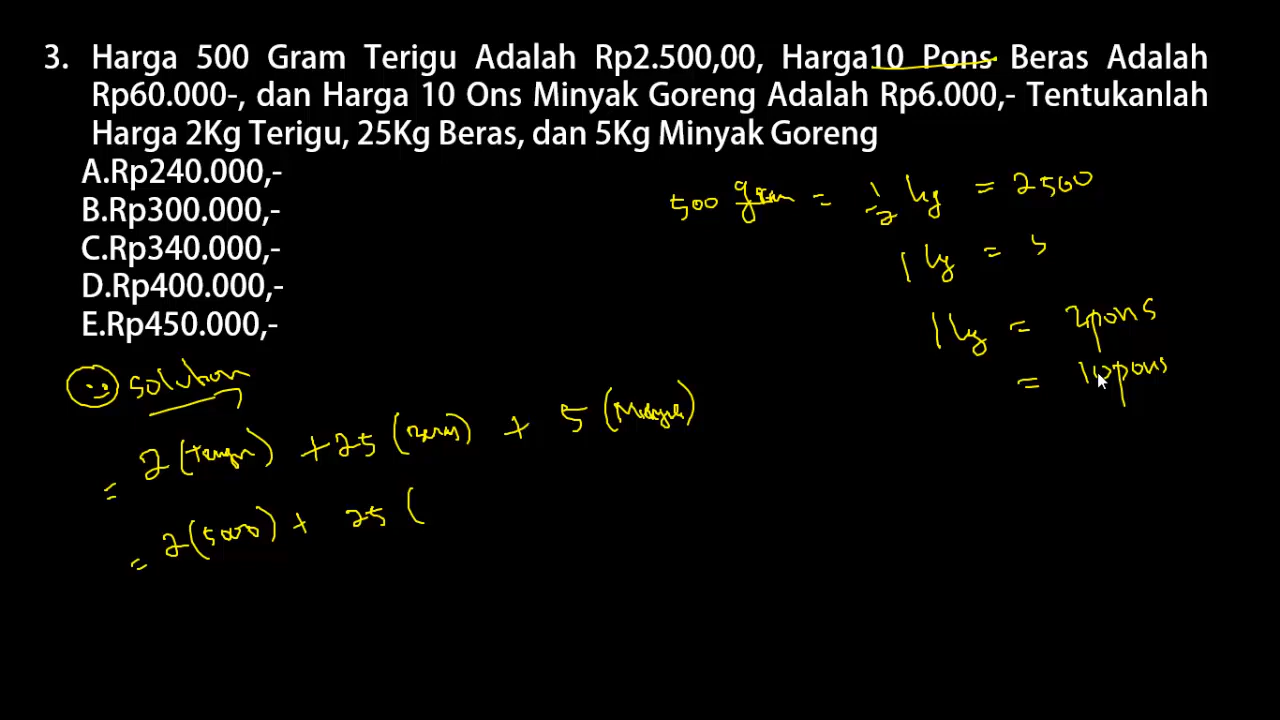 3. Harga 500 Gram Terigu Adalah Rp2.500,00, Harga10 Pons Beras Adalah
Rp60.000-, dan Harga 10 Ons Minyak Goreng Adalah Rp6.000,- Tentukanlah
Harga 2Kg Terigu, 25Kg Beras, dan 5Kg Minyak Goreng
A.Rp240.000,-
B.Rp300.000,-
C.Rp340.000,-
D.Rp400.000,-
E.Rp450.000,-
500 gram = 1/2 kg = 2500
1 kg = 5
1 kg = 2pons
= 10pons
solution
= 2 (terigu) + 25 (Beras) + 5 (Minyak)
= 2 (5000) + 25 (